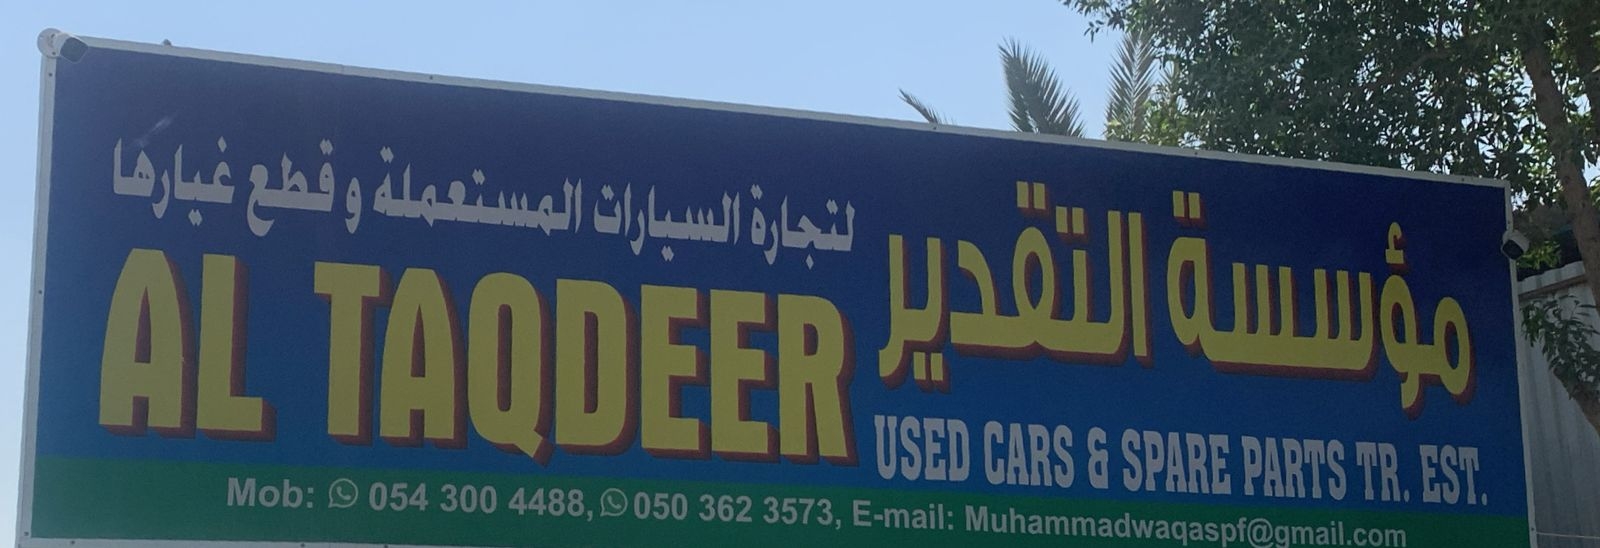 مؤسسة التقدير
لتجارة السيارات المستعملة و قطع غيارها
AL TAQDEER
USED CARS & SPARE PARTS TR. EST.
Mob: 054 300 4488, 050 362 3573, E-mail: Muhammadwaqaspf@gmail.com